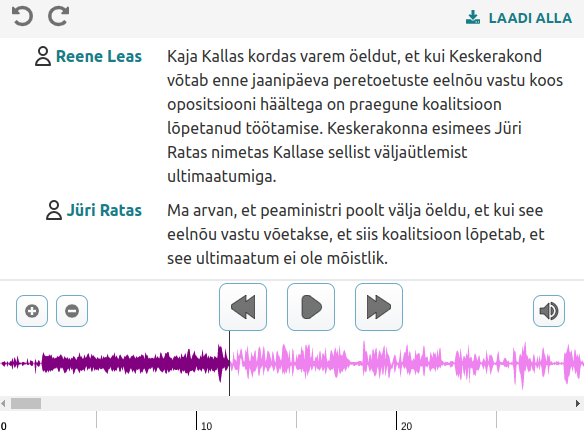 LAADI ALLA
Reene Leas
Kaja Kallas kordas varem öeldut, et kui Keskerakond
võtab enne jaanipäeva peretoetuste eelnõu vastu koos
opositsiooni häältega on praegune koalitsioon
lõpetanud töötamise. Keskerakonna esimees Jüri
Ratas nimetas Kallase sellist väljaütlemist
ultimaatumiga.
Jüri Ratas
Ma arvan, et peaministri poolt välja öeldu, et kui see
eelnõu vastu võetakse, et siis koalitsioon lõpetab, et
see ultimaatum ei ole mõistlik.
0 10 20